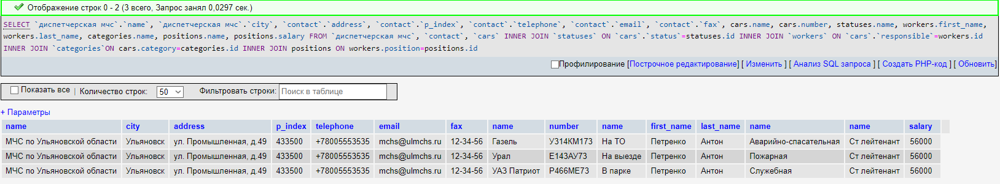 Отображение строк 0 - 2 (3 всего, Запрос занял 0,0297 сек.)
SELECT `диспетчерская мчс`.`name`, `диспетчерская мчс`.`city`, `contact`.`address`, `contact`.`p_index`, `contact`.`telephone`, `contact`.`email`, `contact`.`fax`, cars.name, cars.number, statuses.name, workers.first_name,
workers.last_name, categories.name, positions.name, positions.salary FROM `диспетчерская мчс`, `contact`, `cars` INNER JOIN `statuses` ON `cars`.`status`=statuses.id INNER JOIN `workers` ON `cars`.`responsible`=workers.id
INNER JOIN `categories`ON cars.category=categories.id INNER JOIN positions ON workers.position=positions.id
Профилирование [Построчное редактирование] [ Изменить ] [ Анализ SQL запроса ] [ Создать PHP-код ] [ Обновить]
Показать все | Количество строк: 50 Фильтровать строки: Поиск в таблице
+ Параметры
name city address p_index telephone email fax name number name first_name last_name name name salary
МЧС по Ульяновской области Ульяновск ул. Промышленная, д.49 433500 +78005553535 mchs@ulmchs.ru 12-34-56 Газель У314КМ173 На ТО Петренко Антон Аварийно-спасательная Ст лейтенант 56000
МЧС по Ульяновской области Ульяновск ул. Промышленная, д.49 433500 +78005553535 mchs@ulmchs.ru 12-34-56 Урал Е143АУ73 На выезде Петренко Антон Пожарная Ст лейтенант 56000
МЧС по Ульяновской области Ульяновск ул. Промышленная, д.49 433500 +78005553535 mchs@ulmchs.ru 12-34-56 УАЗ Патриот Р466МЕ73 В парке Петренко Антон Служебная Ст лейтенант 56000